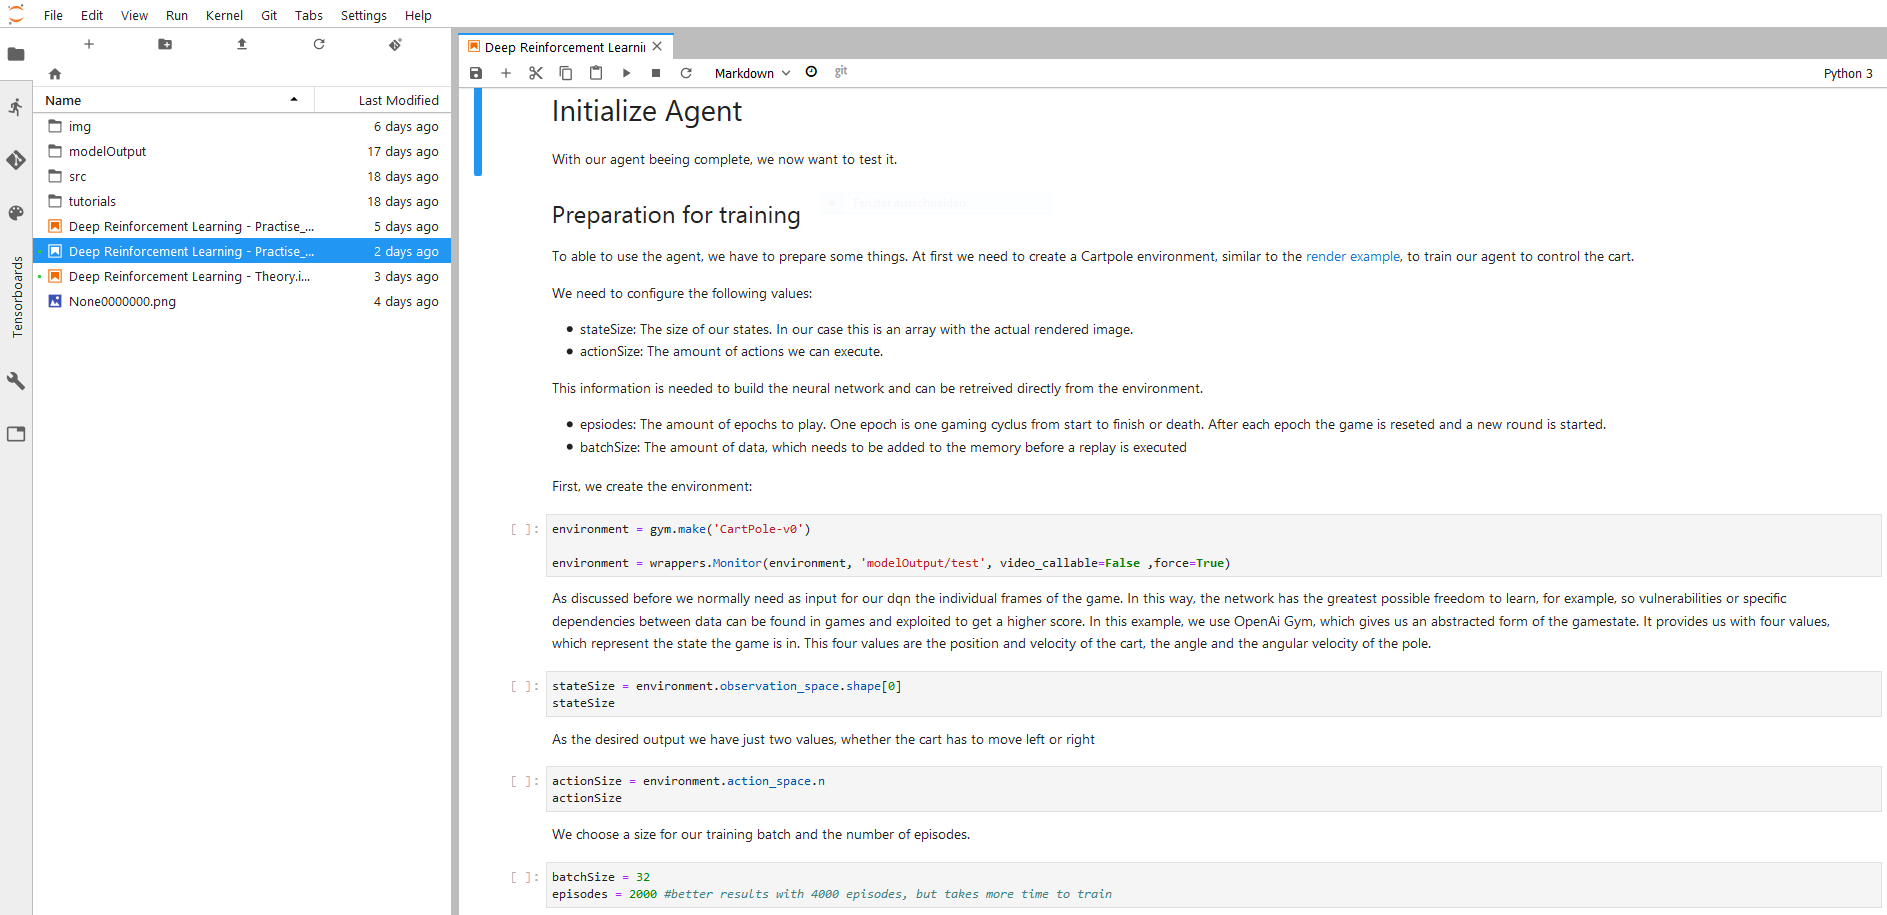 File Edit View Run Kernel Git Tabs Settings Help
Name Last Modified
img 6 days ago
modelOutput 17 days ago
src 18 days ago
tutorials 18 days ago
Deep Reinforcement Learning - Practise_... 5 days ago
Deep Reinforcement Learning - Practise_... 2 days ago
Deep Reinforcement Learning - Theory.i... 3 days ago
None0000000.png 4 days ago
Tensorboards
Deep Reinforcement Learni
Markdown git Python 3
Initialize Agent
With our agent beeing complete, we now want to test it.
Preparation for training
To able to use the agent, we have to prepare some things. At first we need to create a Cartpole environment, similar to the render example, to train our agent to control the cart.
We need to configure the following values:
• stateSize: The size of our states. In our case this is an array with the actual rendered image.
• actionSize: The amount of actions we can execute.
This information is needed to build the neural network and can be retreived directly from the environment.
• epsiodes: The amount of epochs to play. One epoch is one gaming cyclus from start to finish or death. After each epoch the game is reseted and a new round is started.
• batchSize: The amount of data, which needs to be added to the memory before a replay is executed
First, we create the environment:
[ ]: environment = gym.make('CartPole-v0')
environment = wrappers.Monitor(environment, 'modelOutput/test', video_callable=False ,force=True)
As discussed before we normally need as input for our dqn the individual frames of the game. In this way, the network has the greatest possible freedom to learn, for example, so vulnerabilities or specific
dependencies between data can be found in games and exploited to get a higher score. In this example, we use OpenAi Gym, which gives us an abstracted form of the gamestate. It provides us with four values,
which represent the state the game is in. This four values are the position and velocity of the cart, the angle and the angular velocity of the pole.
[ ]: stateSize = environment.observation_space.shape[0]
stateSize
As the desired output we have just two values, whether the cart has to move left or right
[ ]: actionSize = environment.action_space.n
actionSize
We choose a size for our training batch and the number of episodes.
[ ]: batchSize = 32
episodes = 2000 #better results with 4000 episodes, but takes more time to train